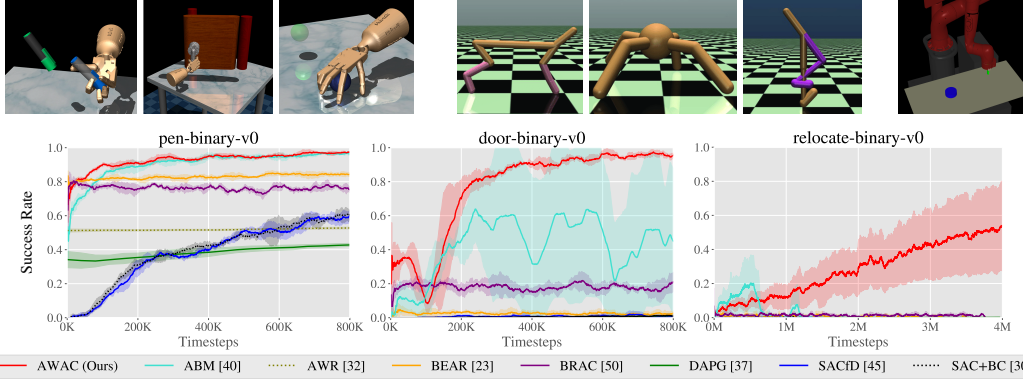 pen-binary-v0
door-binary-v0
relocate-binary-v0
Success Rate
1.0
0.8
0.6
0.4
0.2
0.0
0K
200K
400K
600K
800K
Timesteps
1.0
0.8
0.6
0.4
0.2
0.0
0K
200K
400K
600K
800K
Timesteps
1.0
0.8
0.6
0.4
0.2
0.0
0M
1M
2M
3M
4M
Timesteps
AWAC (Ours) ABM [40] AWR [32] BEAR [23] BRAC [50] DAPG [37] SACfD [45] SAC+BC